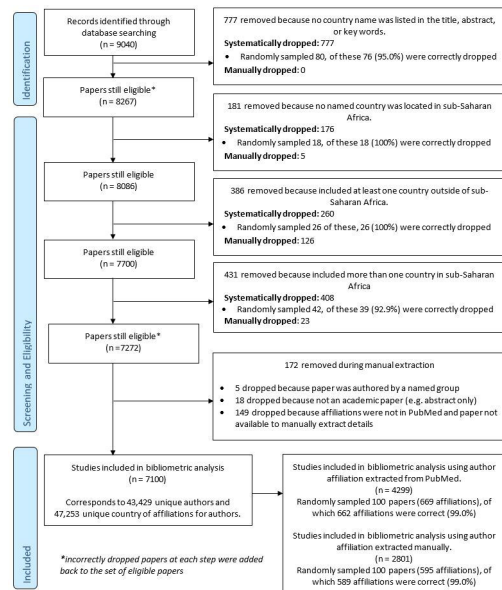 Identification
Records identified through
database searching
(n = 9040)
777 removed because no country name was listed in the title, abstract,
or key words.
Systematically dropped: 777
• Randomly sampled 80, of these 76 (95.0%) were correctly dropped
Manually dropped: 0
Papers still eligible*
(n = 8267)
181 removed because no named country was located in sub-Saharan
Africa.
Systematically dropped: 176
• Randomly sampled 18, of these 18 (100%) were correctly dropped
Manually dropped: 5
Screening and Eligibility
Papers still eligible
(n = 8086)
386 removed because included at least one country outside of sub-
Saharan Africa.
Systematically dropped: 260
• Randomly sampled 26 of these, 26 (100%) were correctly dropped
Manually dropped: 126
Papers still eligible
(n = 7700)
431 removed because included more than one country in sub-Saharan
Africa
Systematically dropped: 408
• Randomly sampled 42, of these 39 (92.9%) were correctly dropped
Manually dropped: 23
Papers still eligible*
(n = 7272)
172 removed during manual extraction
• 5 dropped because paper was authored by a named group
• 18 dropped because not an academic paper (e.g. abstract only)
• 149 dropped because affiliations were not in PubMed and paper not
available to manually extract details
Included
Studies included in bibliometric analysis
(n = 7100)
Corresponds to 43,429 unique authors and
47,253 unique country of affiliations for authors.
Studies included in bibliometric analysis using author
affiliation extracted from PubMed.
(n = 4299)
Randomly sampled 100 papers (669 affiliations), of
which 662 affiliations were correct (99.0%)
Studies included in bibliometric analysis using author
affiliation extracted manually.
(n = 2801)
Randomly sampled 100 papers (595 affiliations), of
which 589 affiliations were correct (99.0%)
*incorrectly dropped papers at each step were added
back to the set of eligible papers